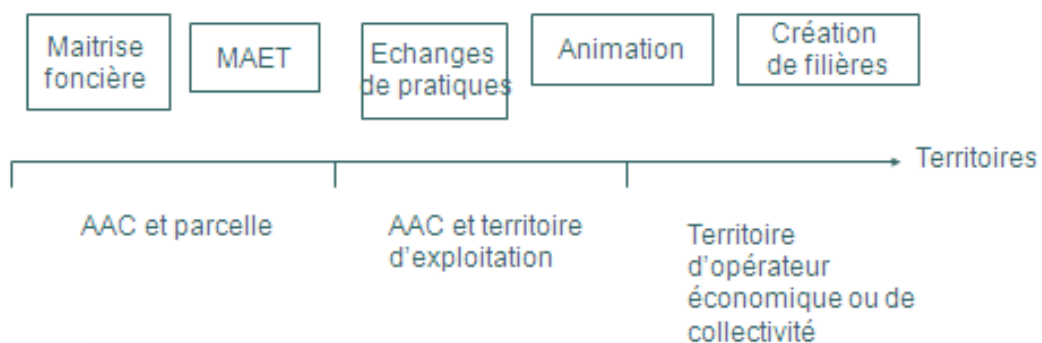 Maitrise
foncière
MAET
Echanges
de pratiques
Animation
Création
de filières
Territoires
AAC et parcelle
AAC et territoire
d'exploitation
Territoire
d'opérateur
économique ou de
collectivité